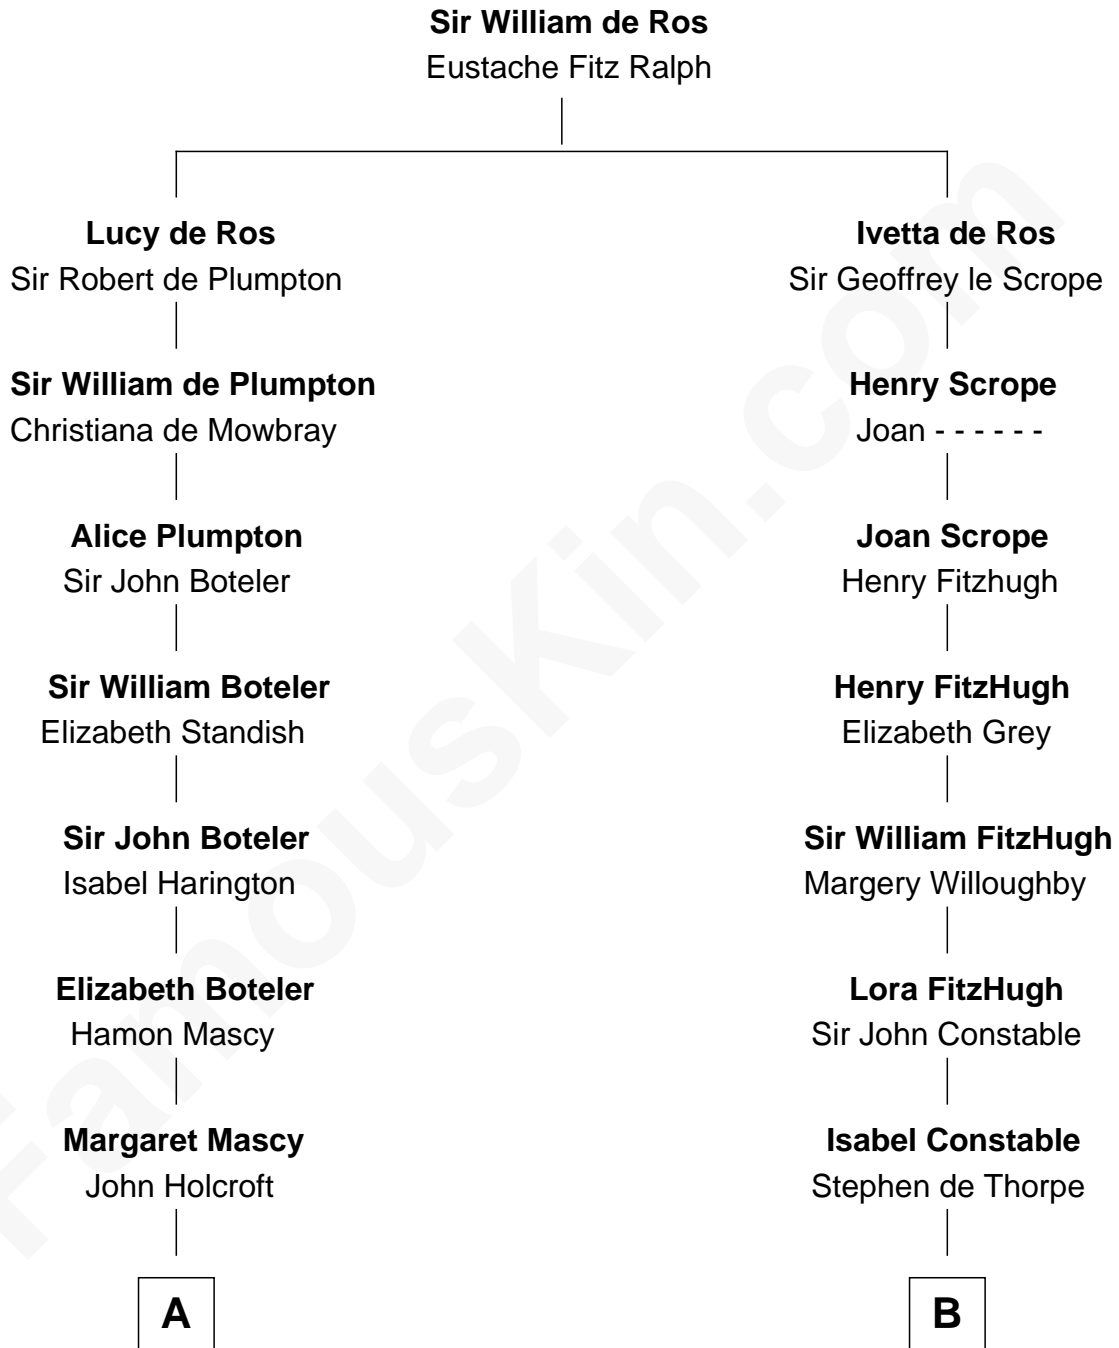 Sir William de Ros
Eustache Fitz Ralph
Lucy de Ros
Sir Robert de Plumpton
Ivetta de Ros
Sir Geoffrey le Scrope
Sir William de Plumpton
Christiana de Mowbray
Henry Scrope
Joan - - - - - -
Alice Plumpton
Sir John Boteler
Joan Scrope
Henry Fitzhugh
Sir William Boteler
Elizabeth Standish
Henry FitzHugh
Elizabeth Grey
Sir John Boteler
Isabel Harington
Sir William FitzHugh
Margery Willoughby
Elizabeth Boteler
Hamon Mascy
Lora FitzHugh
Sir John Constable
Margaret Mascy
John Holcroft
Isabel Constable
Stephen de Thorpe
A
B
FamousKin.com